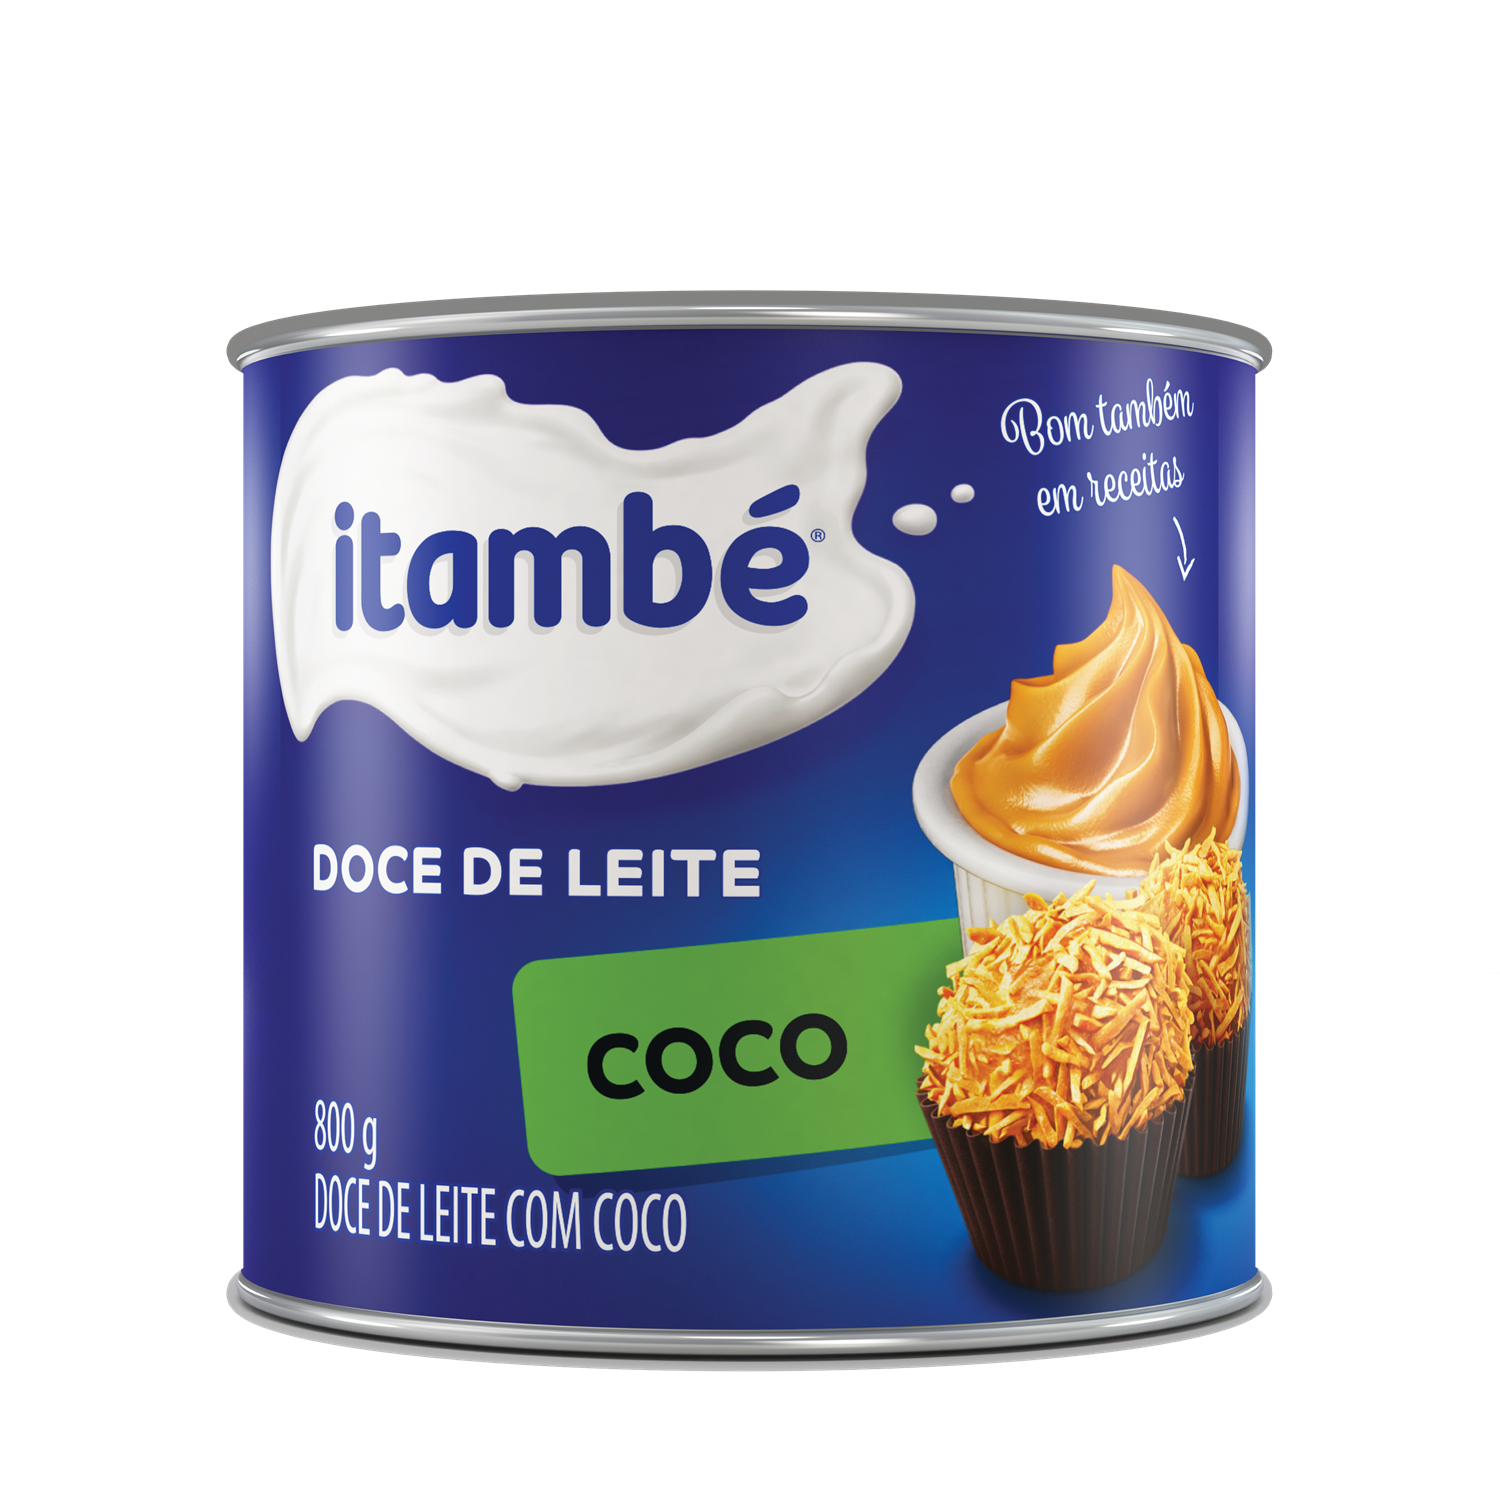 itambé®
Bom também
em receitas
DOCE DE LEITE
COCO
800 g
DOCE DE LEITE COM COCO